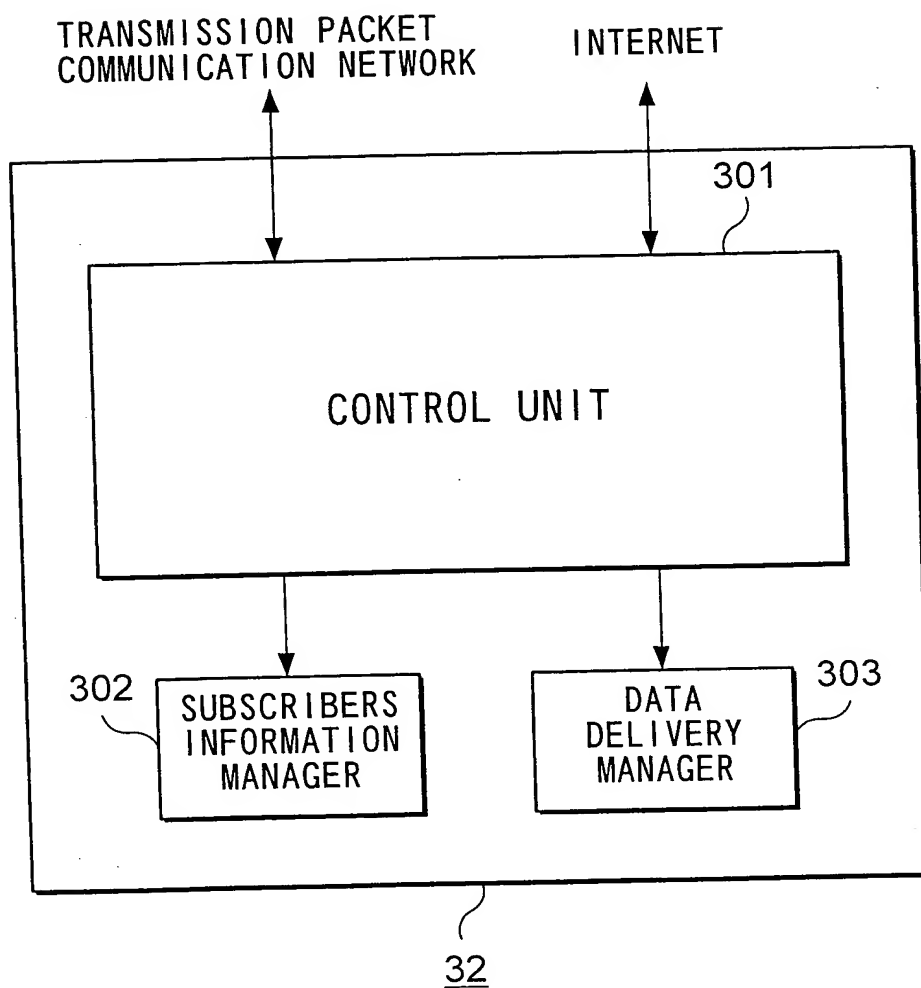 TRANSMISSION PACKET
COMMUNICATION NETWORK
INTERNET
301
CONTROL UNIT
302
SUBSCRIBERS
INFORMATION
MANAGER
DATA
DELIVERY
MANAGER
303
32